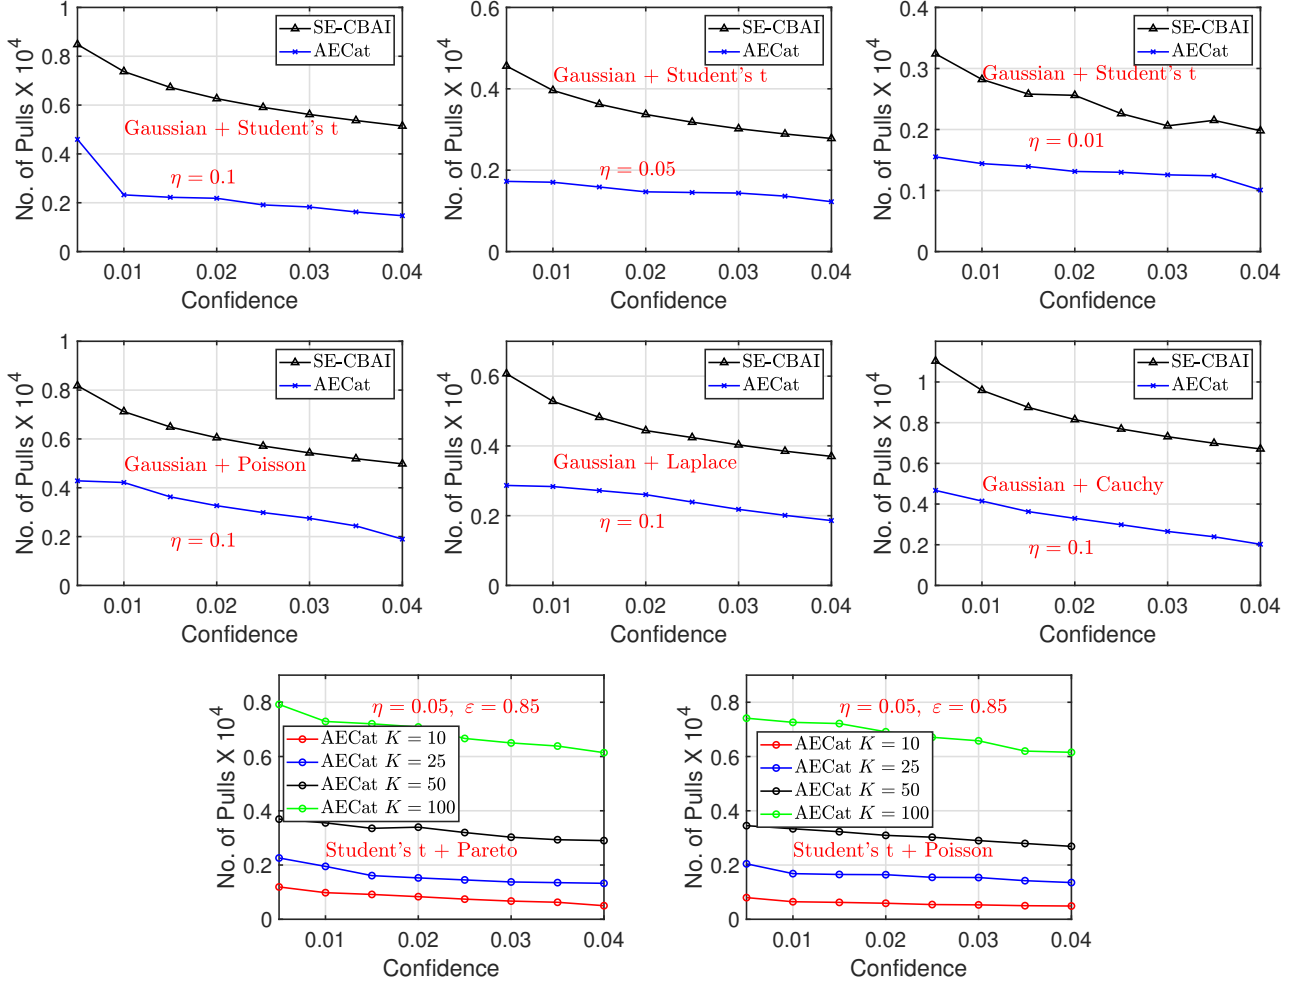 SE-CBAI
AECat
Gaussian + Student's t
η = 0.1
No. of Pulls X 10^4
0
0.2
0.4
0.6
0.8
1
0.01
0.02
0.03
0.04
Confidence
SE-CBAI
AECat
Gaussian + Student's t
η = 0.05
No. of Pulls X 10^4
0
0.2
0.4
0.6
0.01
0.02
0.03
0.04
Confidence
SE-CBAI
AECat
Gaussian + Student's t
η = 0.01
No. of Pulls X 10^4
0
0.1
0.2
0.3
0.4
0.01
0.02
0.03
0.04
Confidence
SE-CBAI
AECat
Gaussian + Poisson
η = 0.1
No. of Pulls X 10^4
0
0.2
0.4
0.6
0.8
1
0.01
0.02
0.03
0.04
Confidence
SE-CBAI
AECat
Gaussian + Laplace
η = 0.1
No. of Pulls X 10^4
0
0.2
0.4
0.6
0.01
0.02
0.03
0.04
Confidence
SE-CBAI
AECat
Gaussian + Cauchy
η = 0.1
No. of Pulls X 10^4
0
0.2
0.4
0.6
0.8
1
0.01
0.02
0.03
0.04
Confidence
η = 0.05, ε = 0.85
AECat K = 10
AECat K = 25
AECat K = 50
AECat K = 100
Student's t + Pareto
No. of Pulls X 10^4
0
0.2
0.4
0.6
0.8
0.01
0.02
0.03
0.04
Confidence
η = 0.05, ε = 0.85
AECat K = 10
AECat K = 25
AECat K = 50
AECat K = 100
Student's t + Poisson
No. of Pulls X 10^4
0
0.2
0.4
0.6
0.8
0.01
0.02
0.03
0.04
Confidence